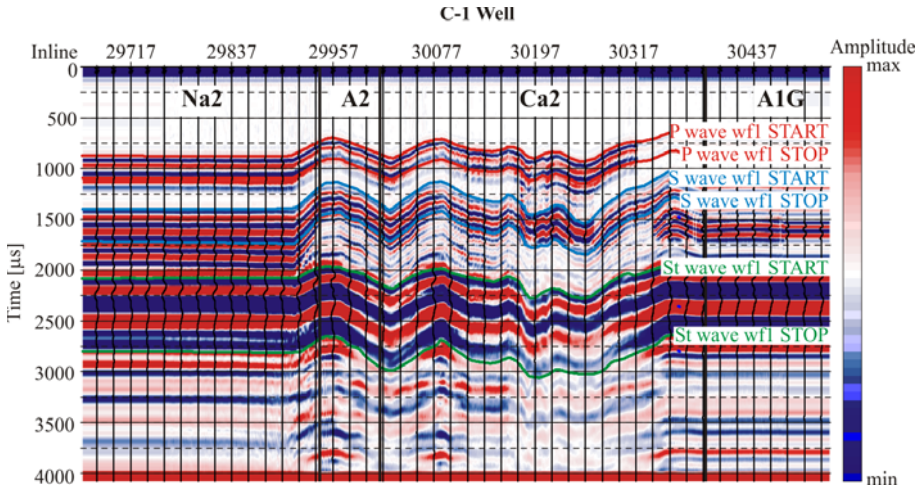 C-1 Well
Inline 29717 29837 29957 30077 30197 30317 30437 Amplitude
max
0
Na2 A2 Ca2 A1G
500
P wave wf1 START
P wave wf1 STOP
1000
S wave wf1 START
S wave wf1 STOP
1500
St wave wf1 START
2000
2500
St wave wf1 STOP
3000
3500
4000
min
Time [µs]